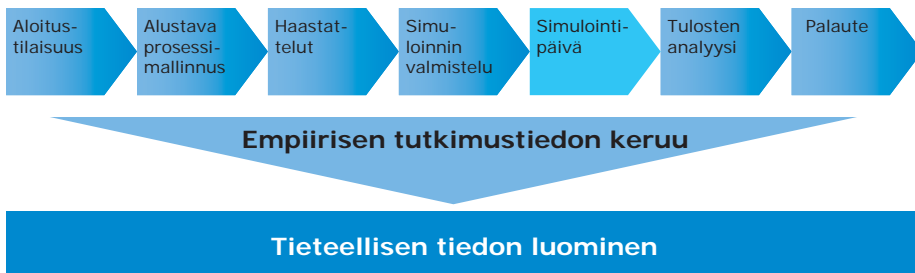 Aloitus-
tilaisuus
Alustava
prosessi-
mallinnus
Haastat-
telut
Simu-
loinnin
valmistelu
Simulointi-
päivä
Tulosten
analyysi
Palaute
Empiirisen tutkimustiedon keruu
Tieteellisen tiedon luominen